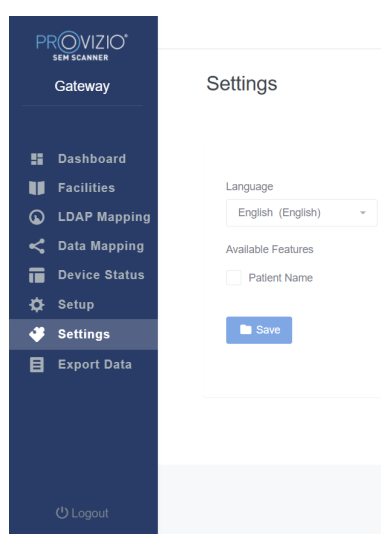 PROVIZIO®
SEM SCANNER
Gateway
Dashboard
Facilities
LDAP Mapping
Data Mapping
Device Status
Setup
Settings
Export Data
Logout
Settings
Language
English (English)
Available Features
Patient Name
Save